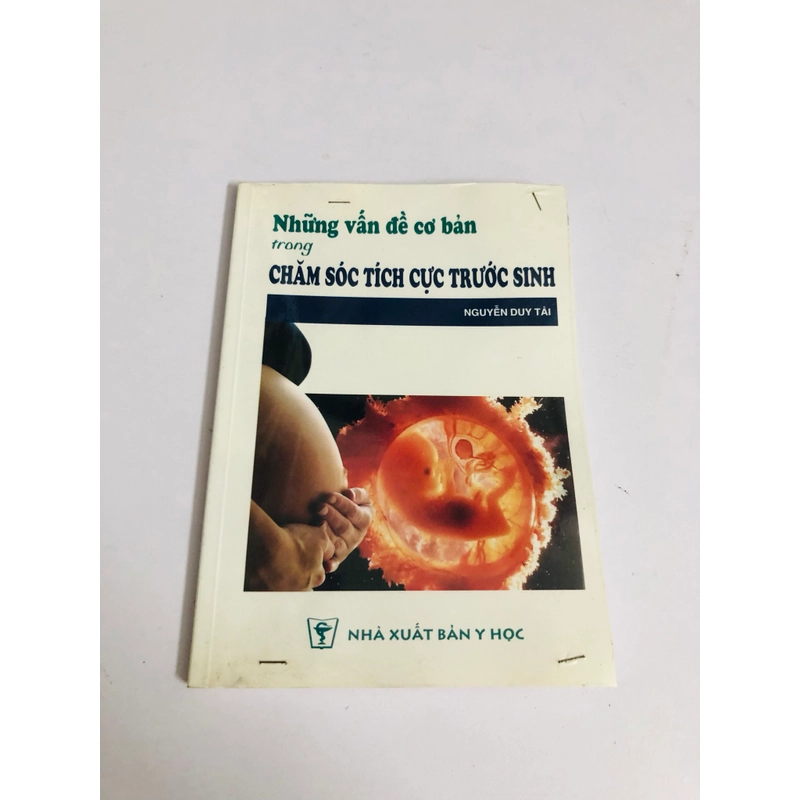 Những vấn đề cơ bản
trong
CHĂM SÓC TÍCH CỰC TRƯỚC SINH
NGUYỄN DUY TÀI
NHÀ XUẤT BẢN Y HỌC